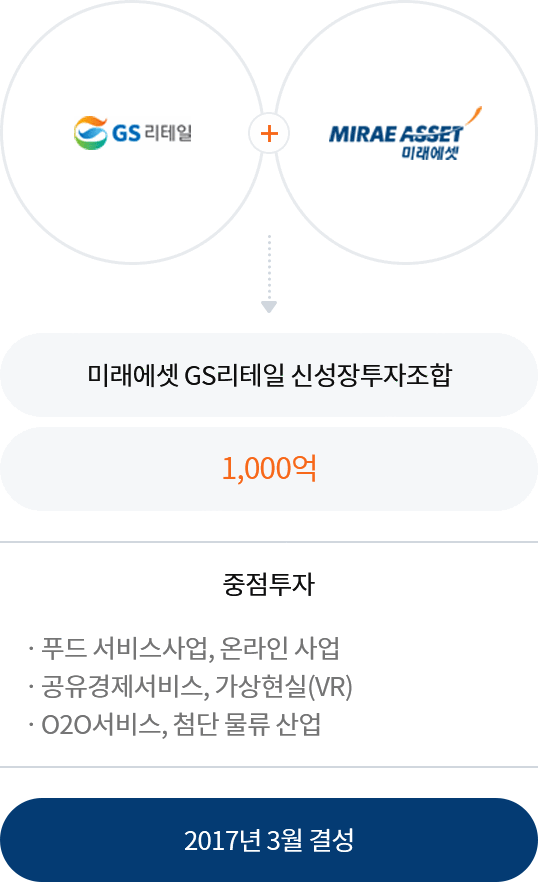 GS 리테일
+
MIRAE ASSET
미래에셋
미래에셋 GS리테일 신성장투자조합
1,000억
중점투자
· 푸드 서비스사업, 온라인 사업
· 공유경제서비스, 가상현실(VR)
· O2O서비스, 첨단 물류 산업
2017년 3월 결성